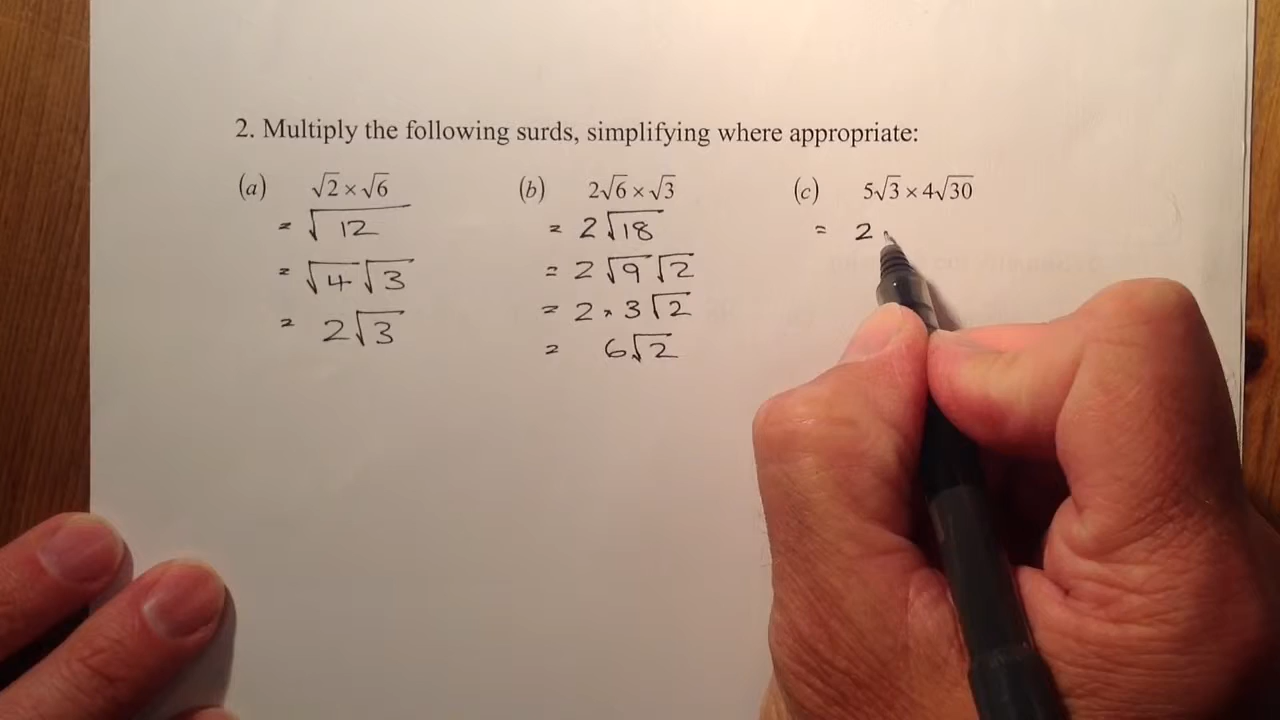 2. Multiply the following surds, simplifying where appropriate:
(a) √2 × √6
= √12
= √4 √3
= 2√3
(b) 2√6 × √3
= 2√18
= 2√9 √2
= 2 × 3√2
= 6√2
(c) 5√3 × 4√30
= 2